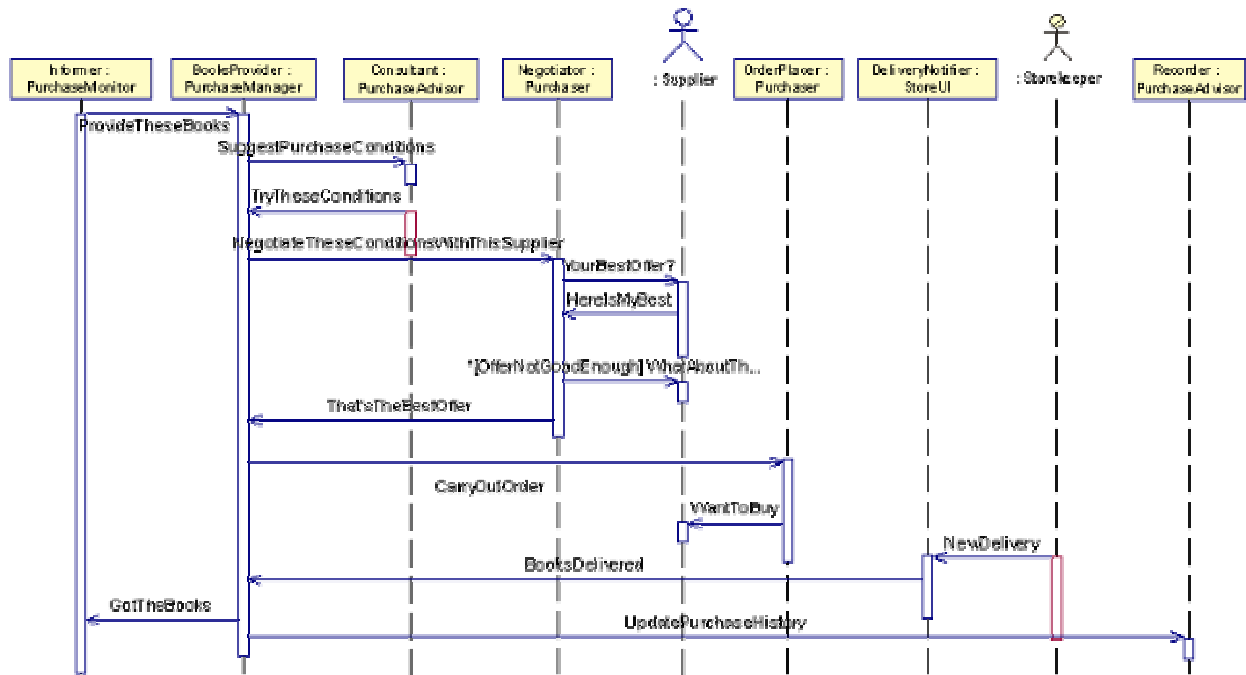 Informer :
PurchaseMonitor
BooksProvider :
PurchaseManager
Consultant :
PurchaseAdvisor
Negotiator :
Purchaser
: Supplier
OrderPlacer :
Purchaser
DeliveryNotifier :
StoreUI
: Storekeeper
Recorder :
PurchaseAdvisor
ProvideTheseBooks
SuggestPurchaseConditions
TryTheseConditions
NegotiateTheseConditionsWithThisSupplier
YourBestOffer?
HereIsMyBest
*[OfferNotGoodEnough] WhatAboutTh...
That'sTheBestOffer
CarryOutOrder
WantToBuy
NewDelivery
BooksDelivered
GotTheBooks
UpdatePurchaseHistory